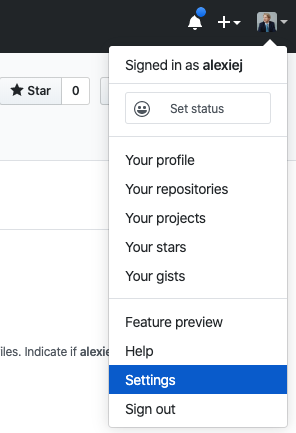 Signed in as alexiej
Star 0
Set status
Your profile
Your repositories
Your projects
Your stars
Your gists
Feature preview
iles. Indicate if alexie
Help
Settings
Sign out